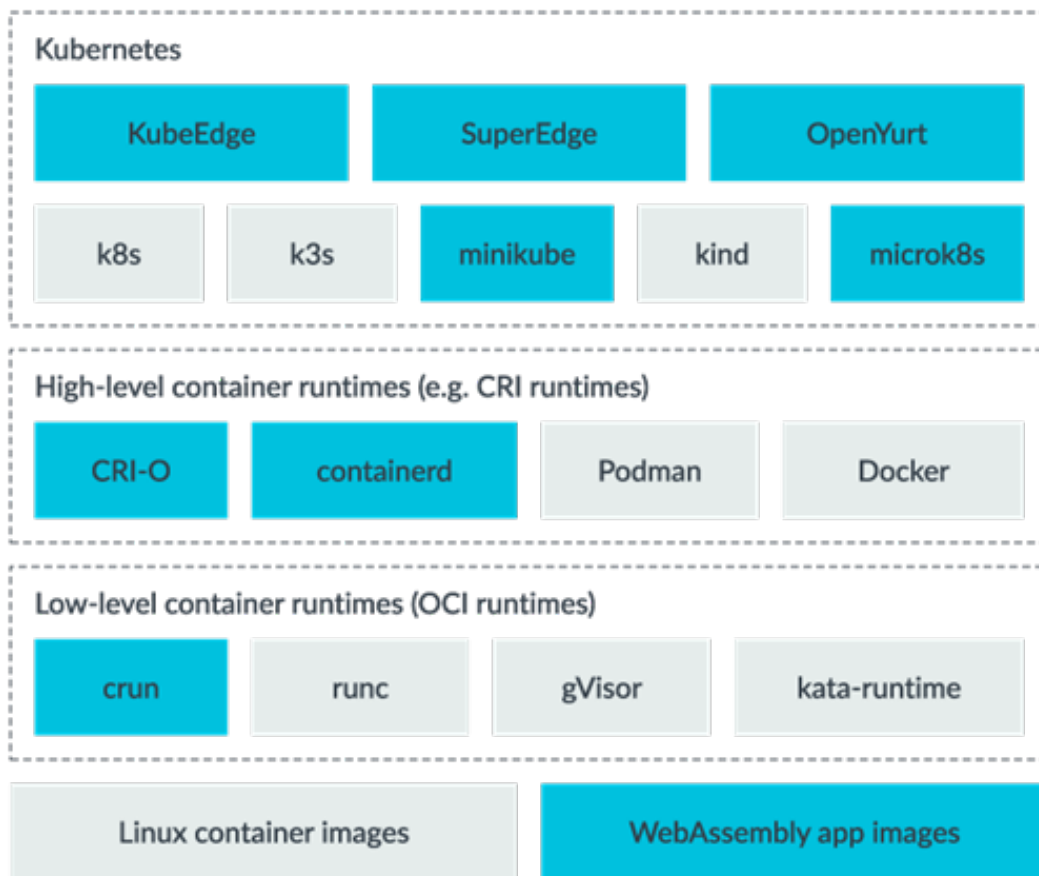 Kubernetes
KubeEdge
SuperEdge
OpenYurt
k8s
k3s
minikube
kind
microk8s
High-level container runtimes (e.g. CRI runtimes)
CRI-O
containerd
Podman
Docker
Low-level container runtimes (OCI runtimes)
crun
runc
gVisor
kata-runtime
Linux container images
WebAssembly app images